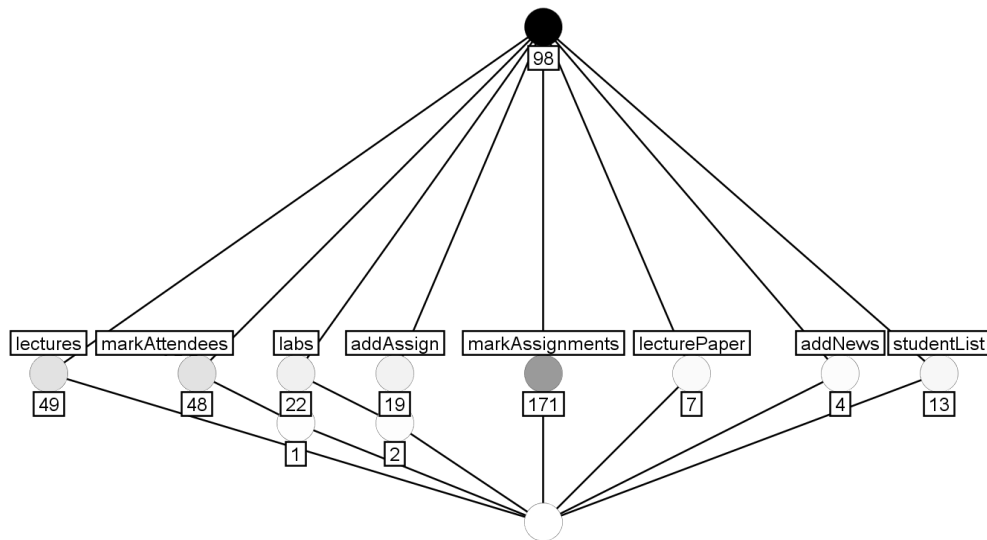 98
lectures
markAttendees
labs
addAssign
markAssignments
lecturePaper
addNews
studentList
49
48
22
19
171
7
4
13
1
2